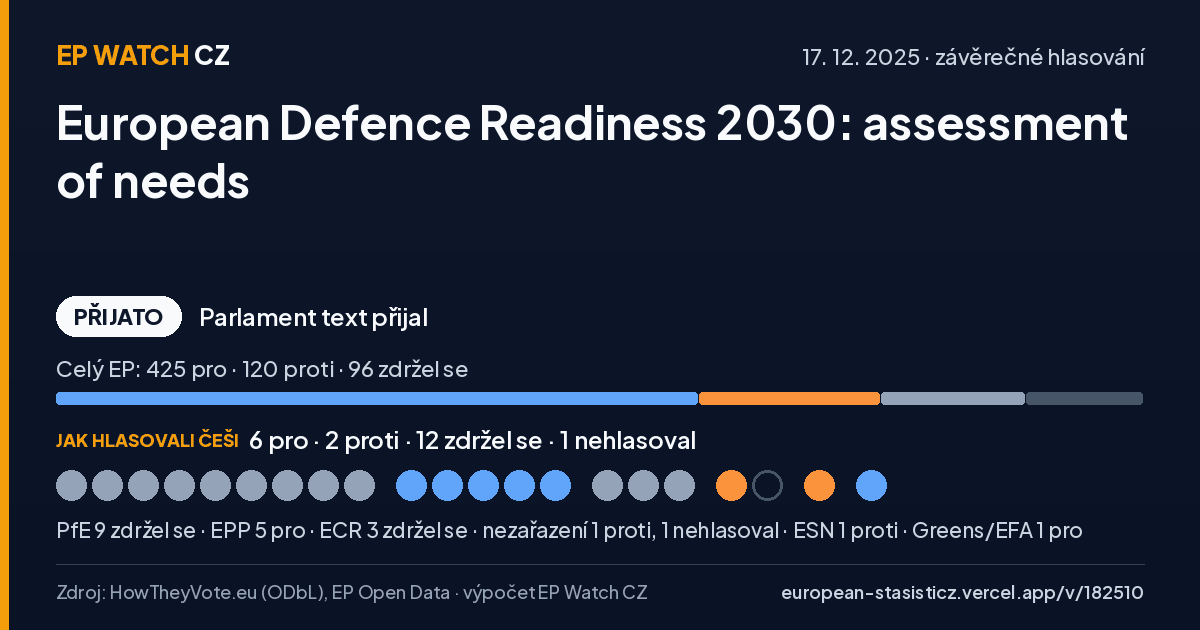 EP WATCH CZ
17. 12. 2025 · závěrečné hlasování
European Defence Readiness 2030: assessment
of needs
PŘIJATO Parlament text přijal
Celý EP: 425 pro · 120 proti · 96 zdržel se
JAK HLASOVALI ČEŠI 6 pro · 2 proti · 12 zdržel se · 1 nehlasoval
PfE 9 zdržel se · EPP 5 pro · ECR 3 zdržel se · nezařazení 1 proti, 1 nehlasoval · ESN 1 proti · Greens/EFA 1 pro
Zdroj: HowTheyVote.eu (ODbL), EP Open Data · výpočet EP Watch CZ
european-stasisticz.vercel.app/v/182510